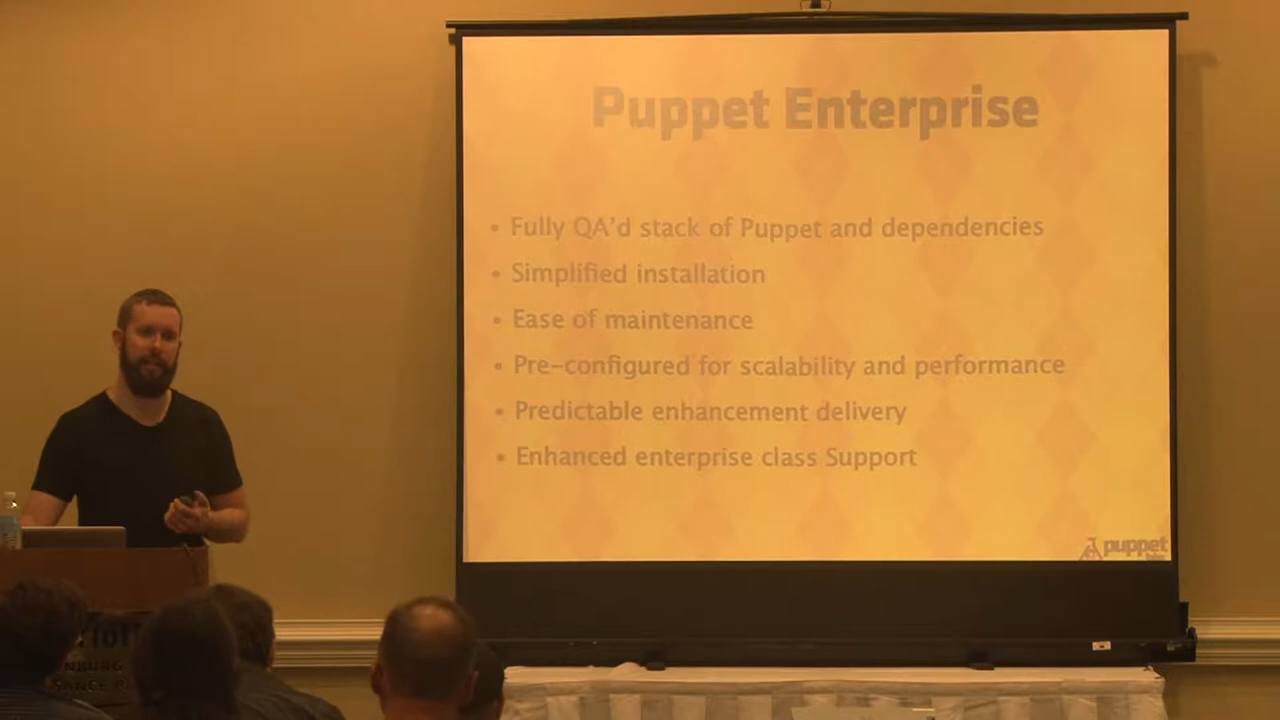 Puppet Enterprise
• Fully QA'd stack of Puppet and dependencies
• Simplified installation
• Ease of maintenance
• Pre-configured for scalability and performance
• Predictable enhancement delivery
• Enhanced enterprise class Support
puppet
labs